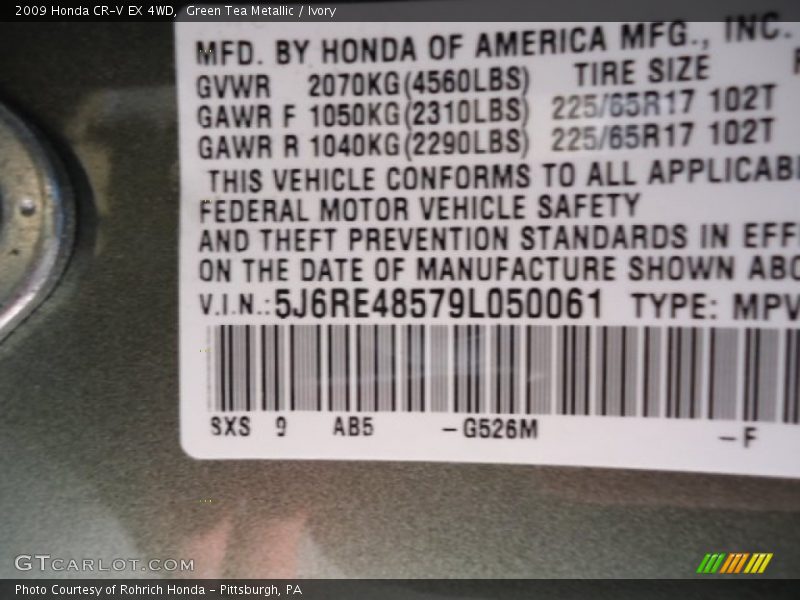 2009 Honda CR-V EX 4WD, Green Tea Metallic / Ivory
MFD. BY HONDA OF AMERICA MFG., INC.
GVWR 2070KG(4560LBS) TIRE SIZE
GAWR F 1050KG(2310LBS) 225/65R17 102T
GAWR R 1040KG(2290LBS) 225/65R17 102T
THIS VEHICLE CONFORMS TO ALL APPLICABL
FEDERAL MOTOR VEHICLE SAFETY
AND THEFT PREVENTION STANDARDS IN EFF
ON THE DATE OF MANUFACTURE SHOWN ABO
V.I.N.:5J6RE48579L050061 TYPE: MPV
SXS 9 AB5 -G526M
-F
GTCARLOT.COM
Photo Courtesy of Rohrich Honda - Pittsburgh, PA